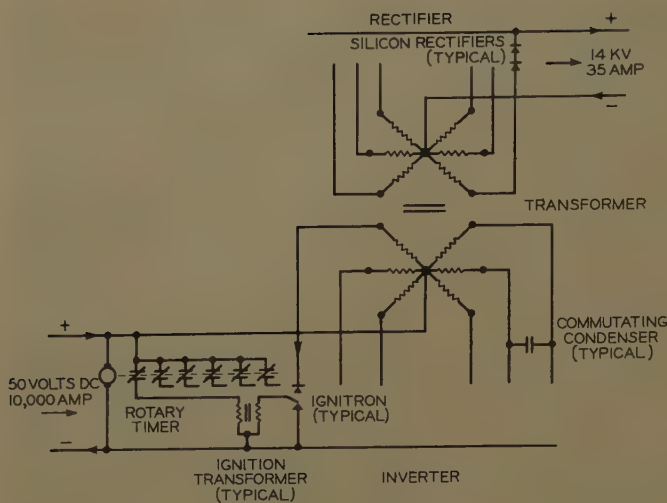 RECTIFIER
+
SILICON RECTIFIERS
(TYPICAL)
14 KV
35 AMP
−
TRANSFORMER
+
COMMUTATING
CONDENSER
(TYPICAL)
50 VOLTS DC
10,000 AMP
ROTARY
TIMER
IGNITRON
(TYPICAL)
−
IGNITION
TRANSFORMER
(TYPICAL)
INVERTER